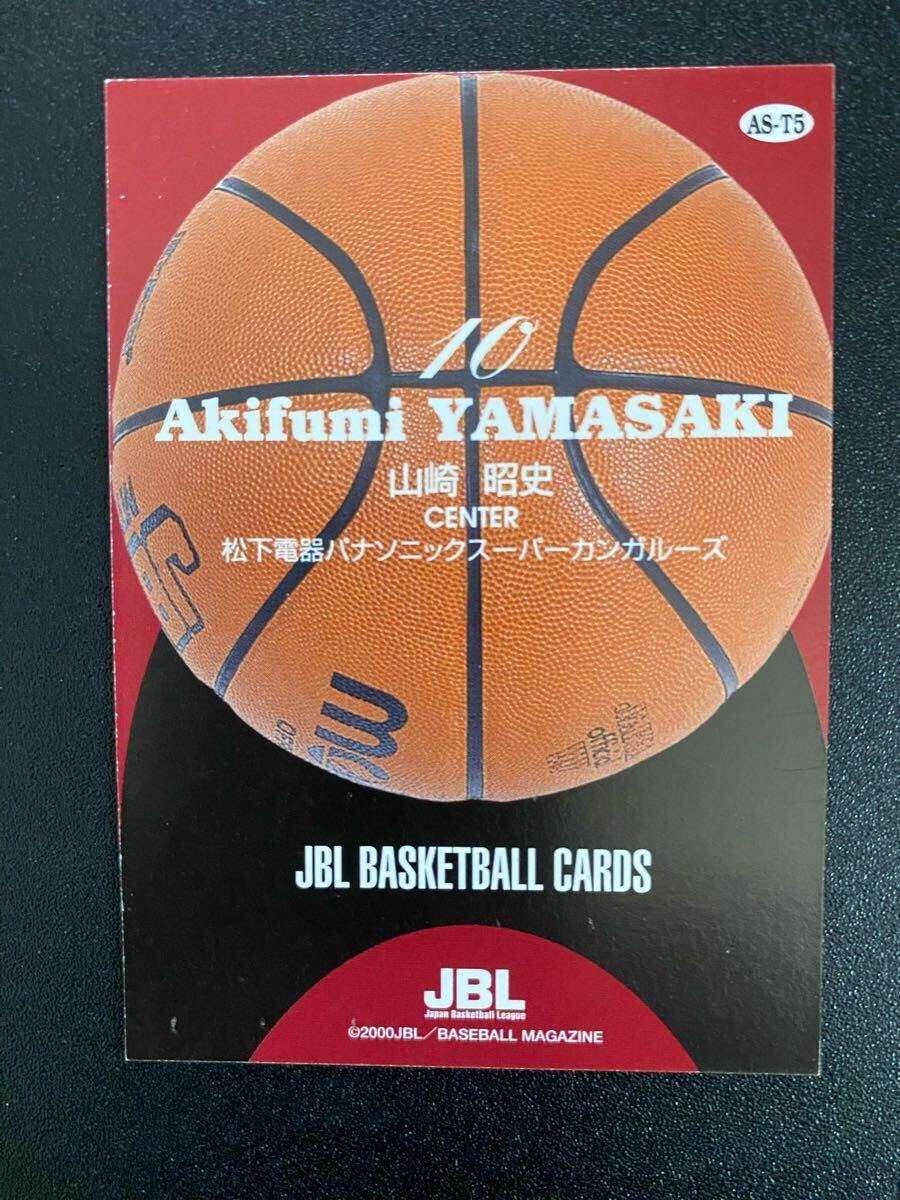 AS-T5
10
Akifumi YAMASAKI
山崎 昭史
CENTER
松下電器パナソニックスーパーカンガルーズ
JBL BASKETBALL CARDS
JBL
Japan Basketball League
©2000JBL／BASEBALL MAGAZINE